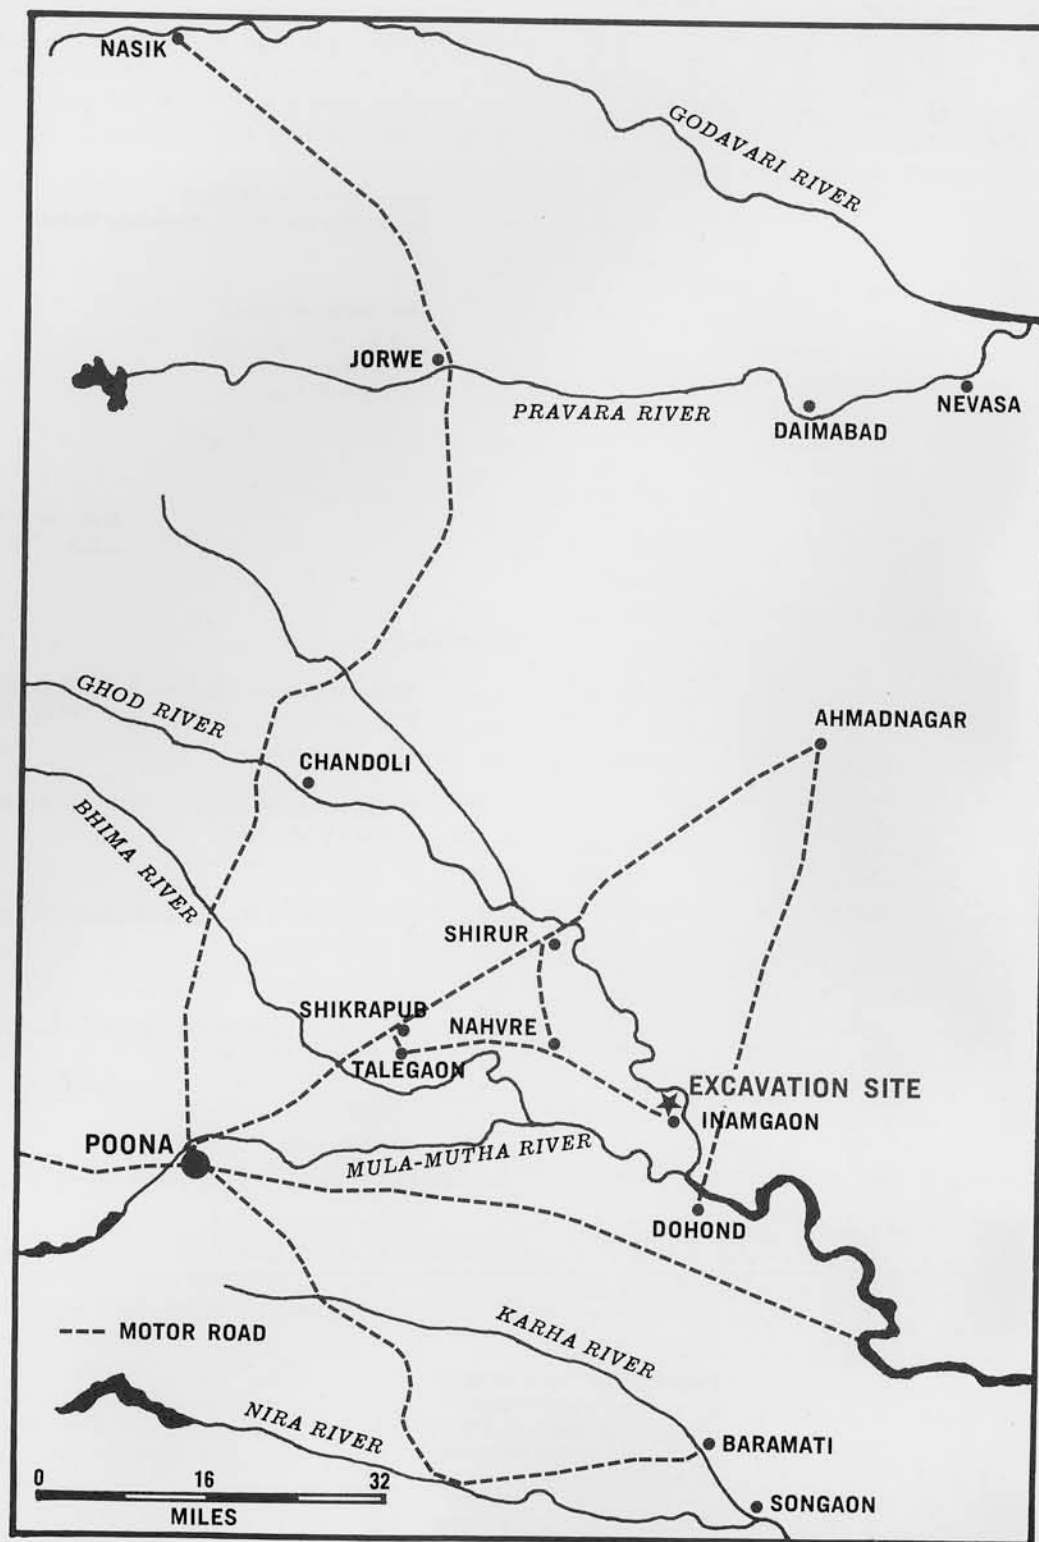 NASIK
GODAVARI RIVER
JORWE
PRAVARA RIVER
DAIMABAD
NEVASA
GHOD RIVER
CHANDOLI
AHMADNAGAR
BHIMA RIVER
SHIRUR
SHIKRAPUB
NAHVRE
TALEGAON
EXCAVATION SITE
INAMGAON
POONA
MULA-MUTHA RIVER
DOHOND
MOTOR ROAD
KARHA RIVER
NIRA RIVER
BARAMATI
0 16 32
MILES
SONGAON